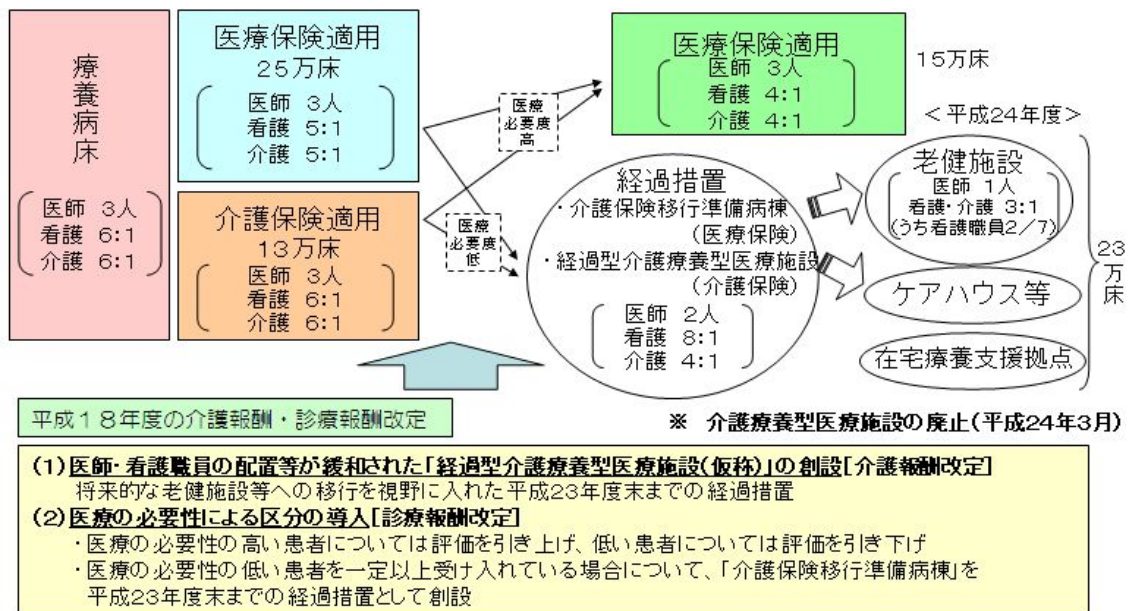 療養病床
医師 3人
看護 6:1
介護 6:1
医療保険適用
25万床
医師 3人
看護 5:1
介護 5:1
介護保険適用
13万床
医師 3人
看護 6:1
介護 6:1
医療
必要度
高
医療
必要度
低
医療保険適用
医師 3人
看護 4:1
介護 4:1
15万床
経過措置
・介護保険移行準備病棟
(医療保険)
・経過型介護療養型医療施設
(介護保険)
医師 2人
看護 8:1
介護 4:1
<平成24年度>
老健施設
医師 1人
看護・介護 3:1
(うち看護職員2/7)
ケアハウス等
在宅療養支援拠点
23万床
平成18年度の介護報酬・診療報酬改定
※ 介護療養型医療施設の廃止(平成24年3月)
(1)医師・看護職員の配置等が緩和された「経過型介護療養型医療施設(仮称)」の創設[介護報酬改定]
将来的な老健施設等への移行を視野に入れた平成23年度末までの経過措置
(2)医療の必要性による区分の導入[診療報酬改定]
・医療の必要性の高い患者については評価を引き上げ、低い患者については評価を引き下げ
・医療の必要性の低い患者を一定以上受け入れている場合について、「介護保険移行準備病棟」を
平成23年度末までの経過措置として創設